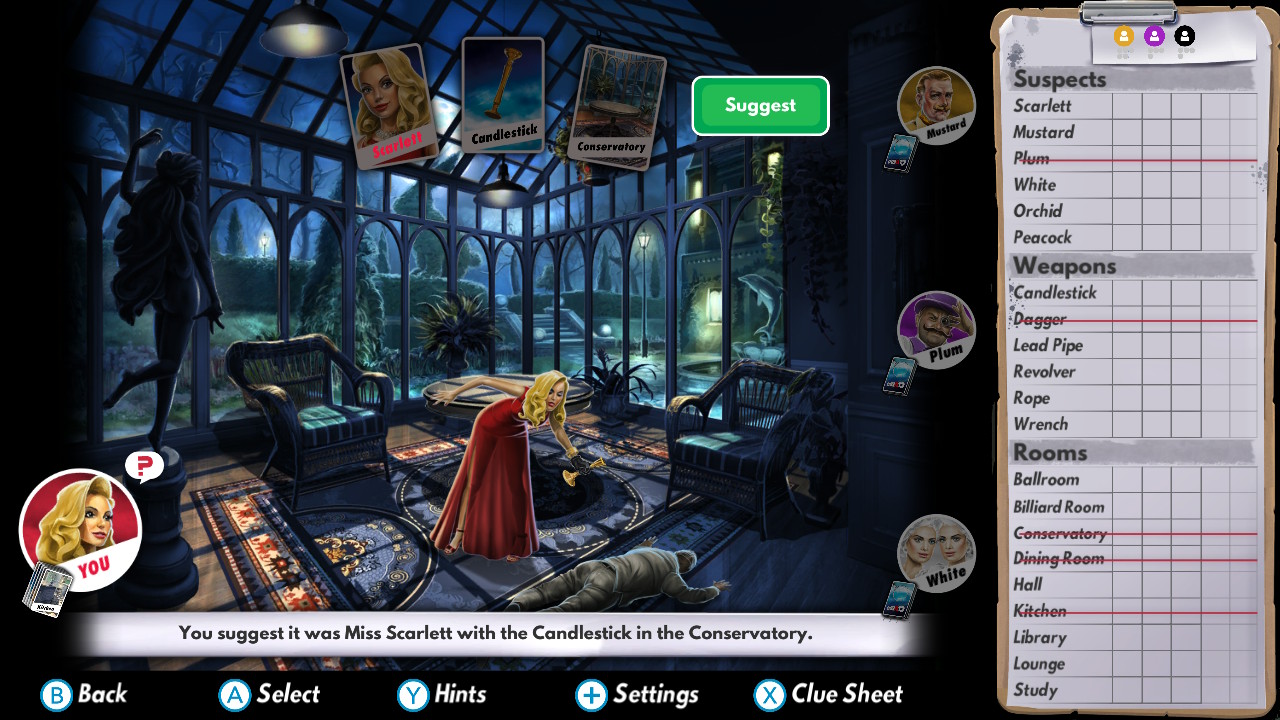 Scarlett
Candlestick
Conservatory
Suggest
Mustard
Plum
White
?
YOU
Kitchen
You suggest it was Miss Scarlett with the Candlestick in the Conservatory.
B Back
A Select
Y Hints
+ Settings
X Clue Sheet
Suspects
Scarlett
Mustard
Plum
White
Orchid
Peacock
Weapons
Candlestick
Dagger
Lead Pipe
Revolver
Rope
Wrench
Rooms
Ballroom
Billiard Room
Conservatory
Dining Room
Hall
Kitchen
Library
Lounge
Study